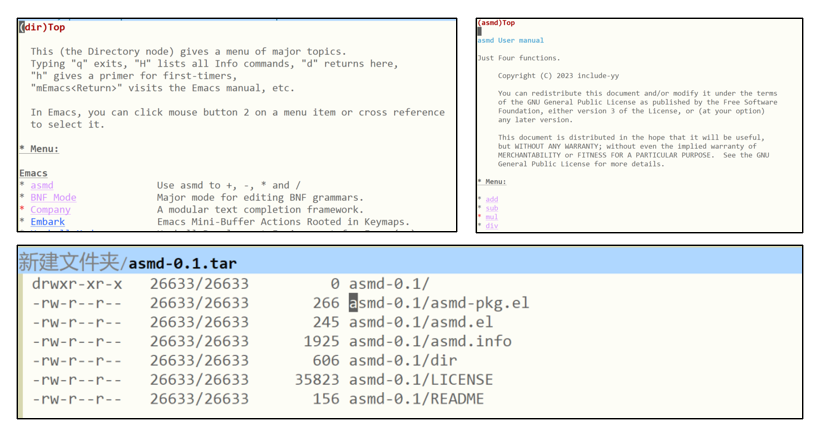 (dir)Top
This (the Directory node) gives a menu of major topics.
Typing "q" exits, "H" lists all Info commands, "d" returns here,
"h" gives a primer for first-timers,
"mEmacs<Return>" visits the Emacs manual, etc.
In Emacs, you can click mouse button 2 on a menu item or cross reference
to select it.
* Menu:
Emacs
* asmd Use asmd to +, -, * and /
* BNF Mode Major mode for editing BNF grammars.
* Company A modular text completion framework.
* Embark Emacs Mini-Buffer Actions Rooted in Keymaps.
(asmd)Top
asmd User manual
Just Four functions.
Copyright (C) 2023 include-yy
You can redistribute this document and/or modify it under the terms
of the GNU General Public License as published by the Free Software
Foundation, either version 3 of the License, or (at your option)
any later version.
This document is distributed in the hope that it will be useful,
but WITHOUT ANY WARRANTY; without even the implied warranty of
MERCHANTABILITY or FITNESS FOR A PARTICULAR PURPOSE.  See the GNU
General Public License for more details.
* Menu:
* add
* sub
* mul
* div
新建文件夹/asmd-0.1.tar
drwxr-xr-x 26633/26633 0 asmd-0.1/
-rw-r--r-- 26633/26633 266 asmd-0.1/asmd-pkg.el
-rw-r--r-- 26633/26633 245 asmd-0.1/asmd.el
-rw-r--r-- 26633/26633 1925 asmd-0.1/asmd.info
-rw-r--r-- 26633/26633 606 asmd-0.1/dir
-rw-r--r-- 26633/26633 35823 asmd-0.1/LICENSE
-rw-r--r-- 26633/26633 156 asmd-0.1/README